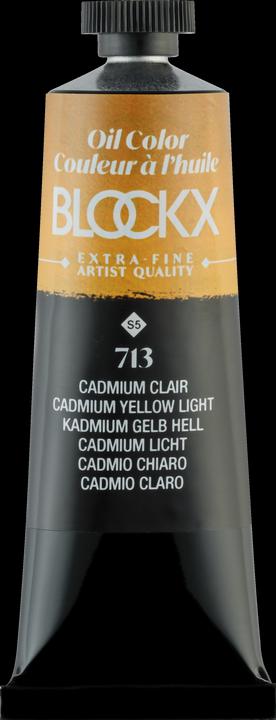 Oil Color
Couleur à l'huile
BLOCKX
EXTRA-FINE
ARTIST QUALITY
S5
713
CADMIUM CLAIR
CADMIUM YELLOW LIGHT
KADMIUM GELB HELL
CADMIUM LICHT
CADMIO CHIARO
CADMIO CLARO